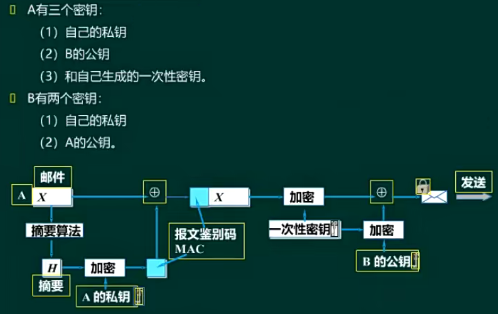 A有三个密钥：
（1）自己的私钥
（2）B的公钥
（3）和自己生成的一次性密钥。
B有两个密钥：
（1）自己的私钥
（2）A的公钥。
邮件
发送
A
X
⊕
X
加密
⊕
摘要算法
报文鉴别码
MAC
一次性密钥
加密
H
加密
B 的公钥
摘要
A 的私钥